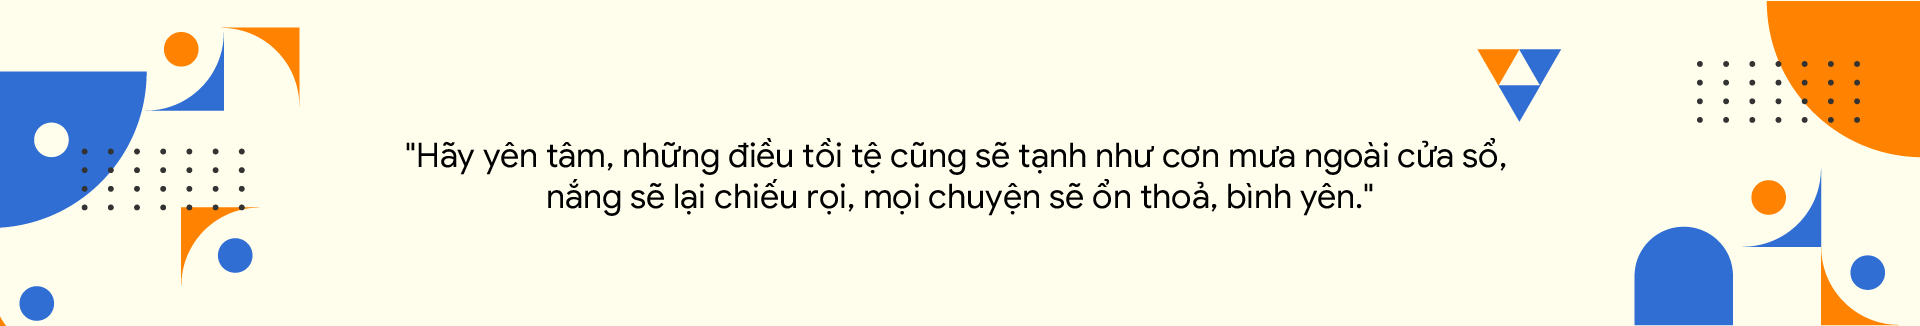 "Hãy yên tâm, những điều tồi tệ cũng sẽ tạnh như cơn mưa ngoài cửa sổ,
nắng sẽ lại chiếu rọi, mọi chuyện sẽ ổn thoả, bình yên."